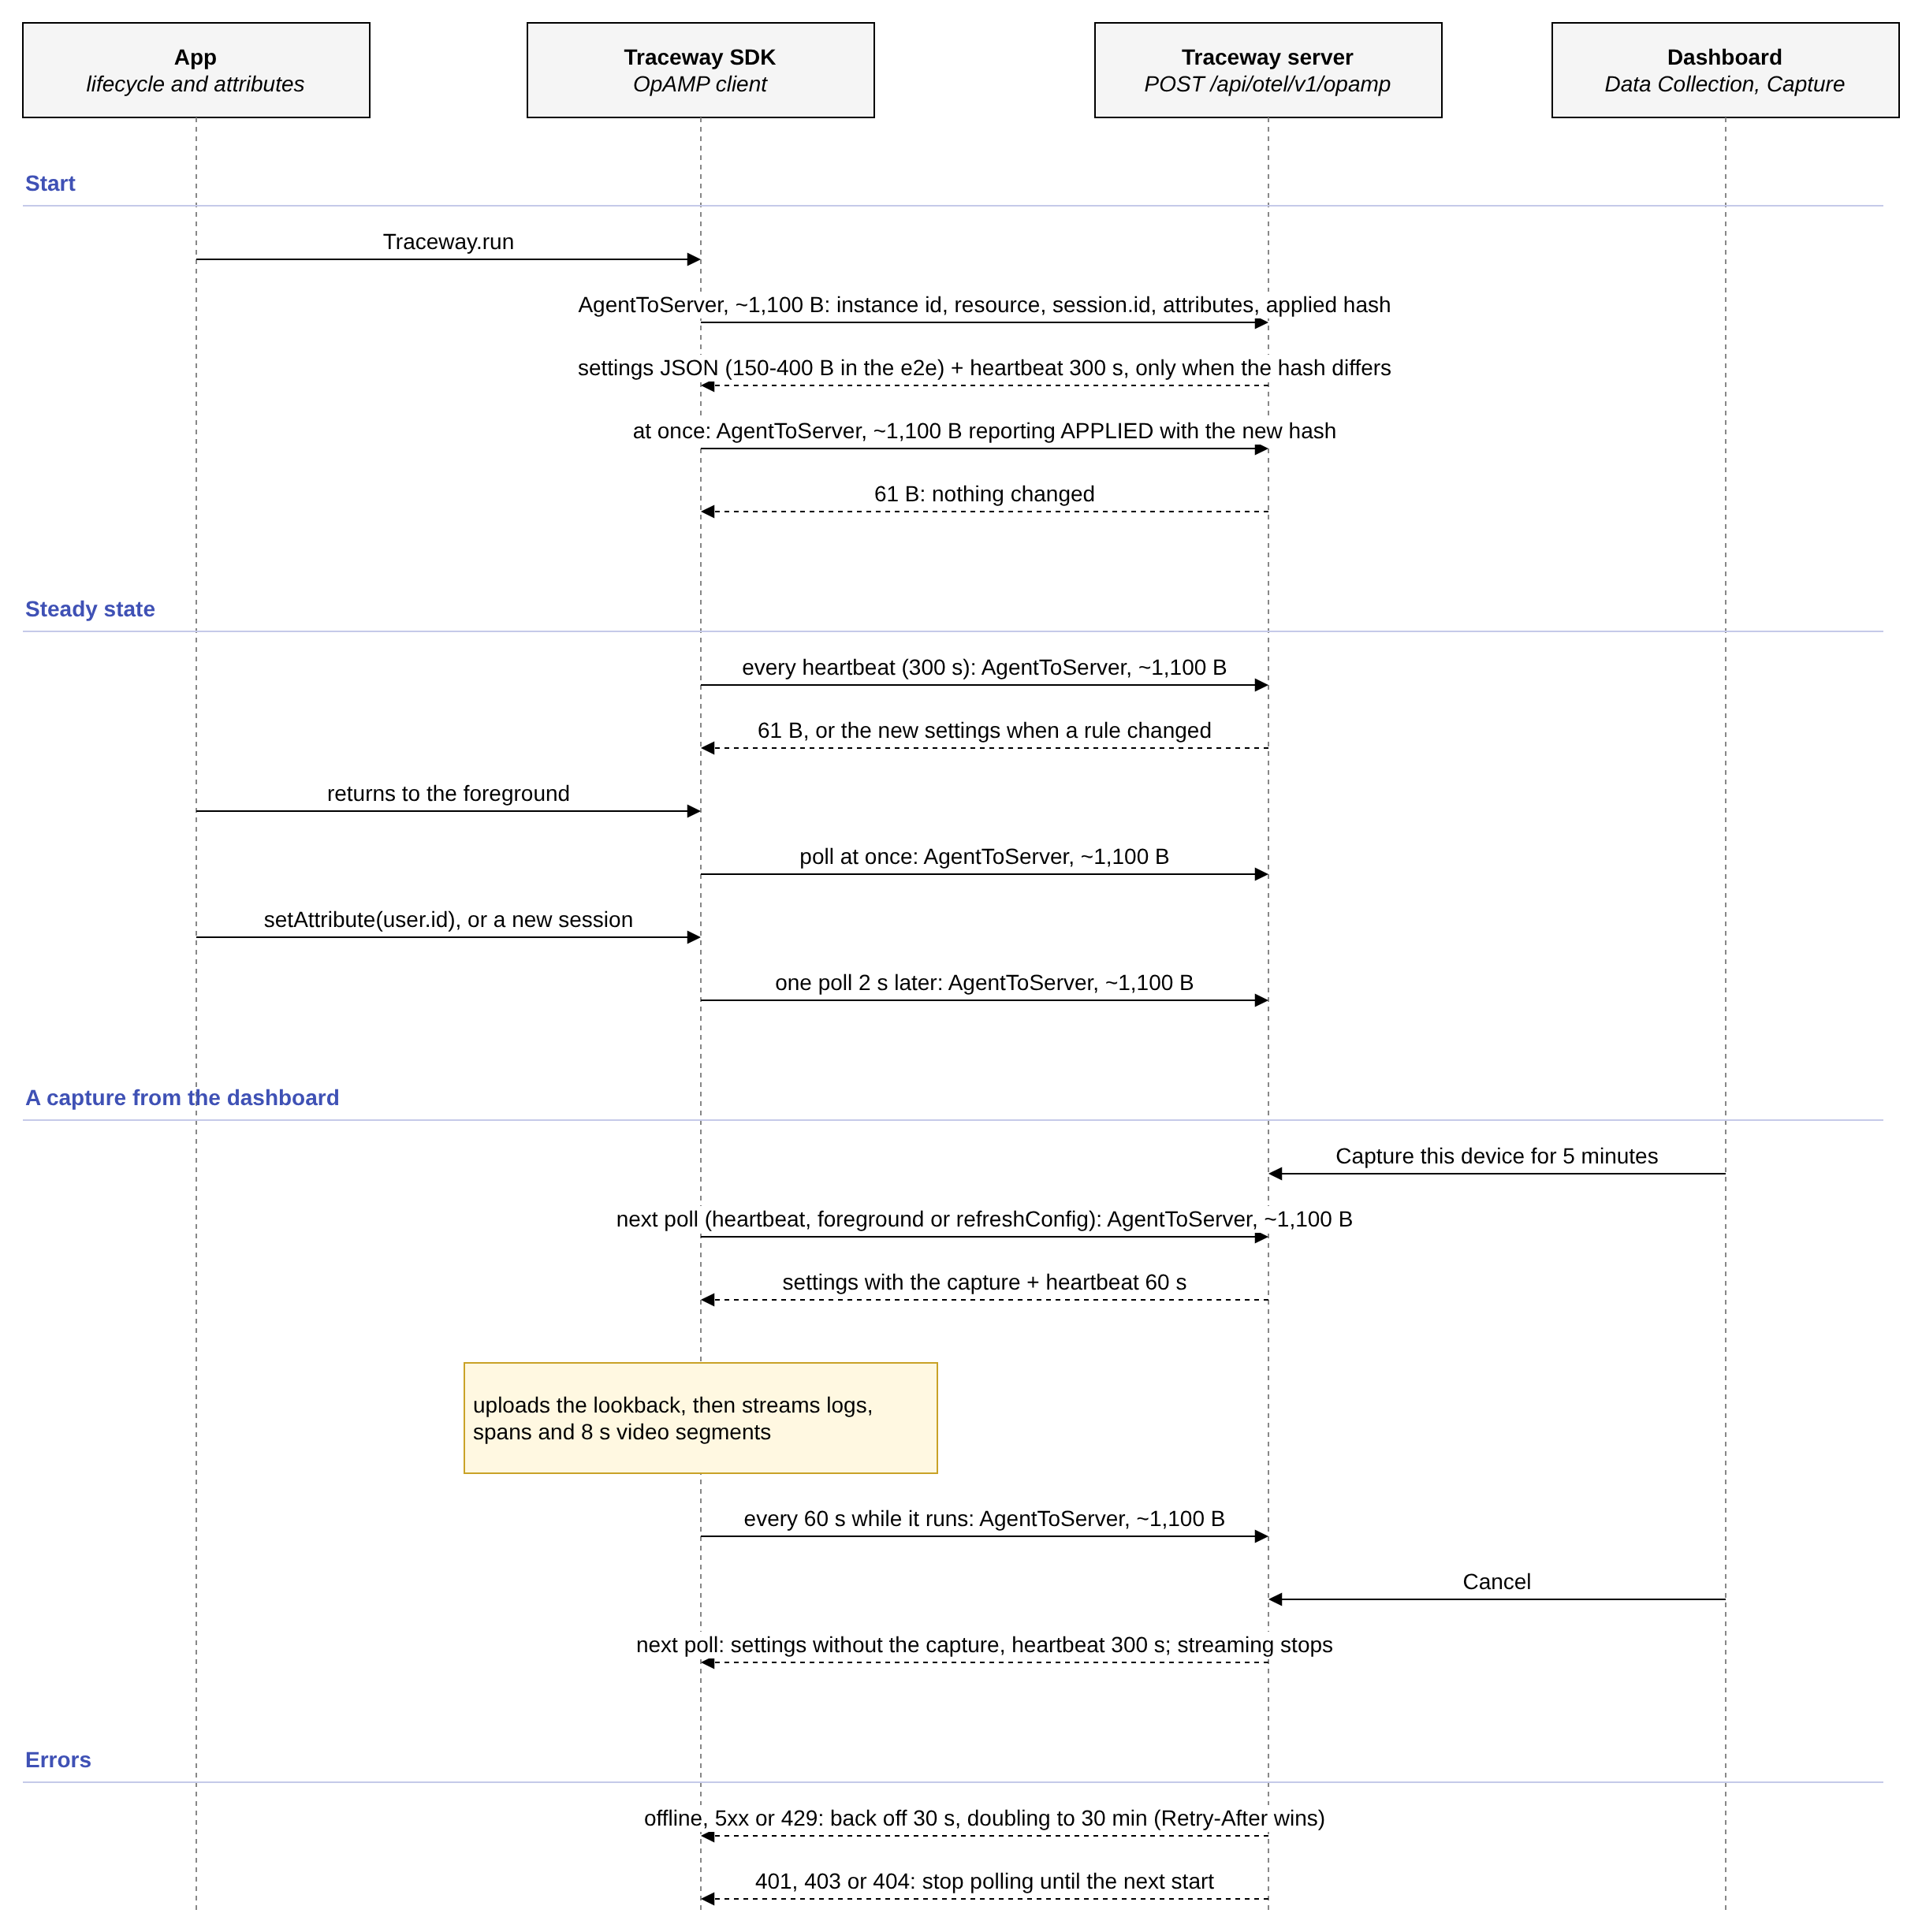 App
lifecycle and attributes
Traceway SDK
OpAMP client
Traceway server
POST /api/otel/v1/opamp
Dashboard
Data Collection, Capture
Start
Traceway.run
AgentToServer, ~1,100 B: instance id, resource, session.id, attributes, applied hash
settings JSON (150-400 B in the e2e) + heartbeat 300 s, only when the hash differs
at once: AgentToServer, ~1,100 B reporting APPLIED with the new hash
61 B: nothing changed
Steady state
every heartbeat (300 s): AgentToServer, ~1,100 B
61 B, or the new settings when a rule changed
returns to the foreground
poll at once: AgentToServer, ~1,100 B
setAttribute(user.id), or a new session
one poll 2 s later: AgentToServer, ~1,100 B
A capture from the dashboard
Capture this device for 5 minutes
next poll (heartbeat, foreground or refreshConfig): AgentToServer, ~1,100 B
settings with the capture + heartbeat 60 s
uploads the lookback, then streams logs,
spans and 8 s video segments
every 60 s while it runs: AgentToServer, ~1,100 B
Cancel
next poll: settings without the capture, heartbeat 300 s; streaming stops
Errors
offline, 5xx or 429: back off 30 s, doubling to 30 min (Retry-After wins)
401, 403 or 404: stop polling until the next start